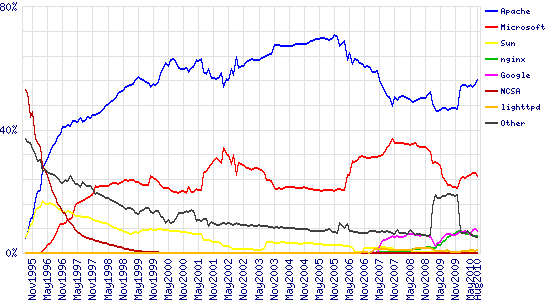 80%
40%
0%
Apache
Microsoft
Sun
nginx
Google
NCSA
lighttpd
Other
Nov1995
May1996
Nov1996
May1997
Nov1997
May1998
Nov1998
May1999
Nov1999
May2000
Nov2000
May2001
Nov2001
May2002
Nov2002
May2003
Nov2003
May2004
Nov2004
May2005
Nov2005
May2006
Nov2006
May2007
Nov2007
May2008
Nov2008
May2009
Nov2009
May2010
Aug2010